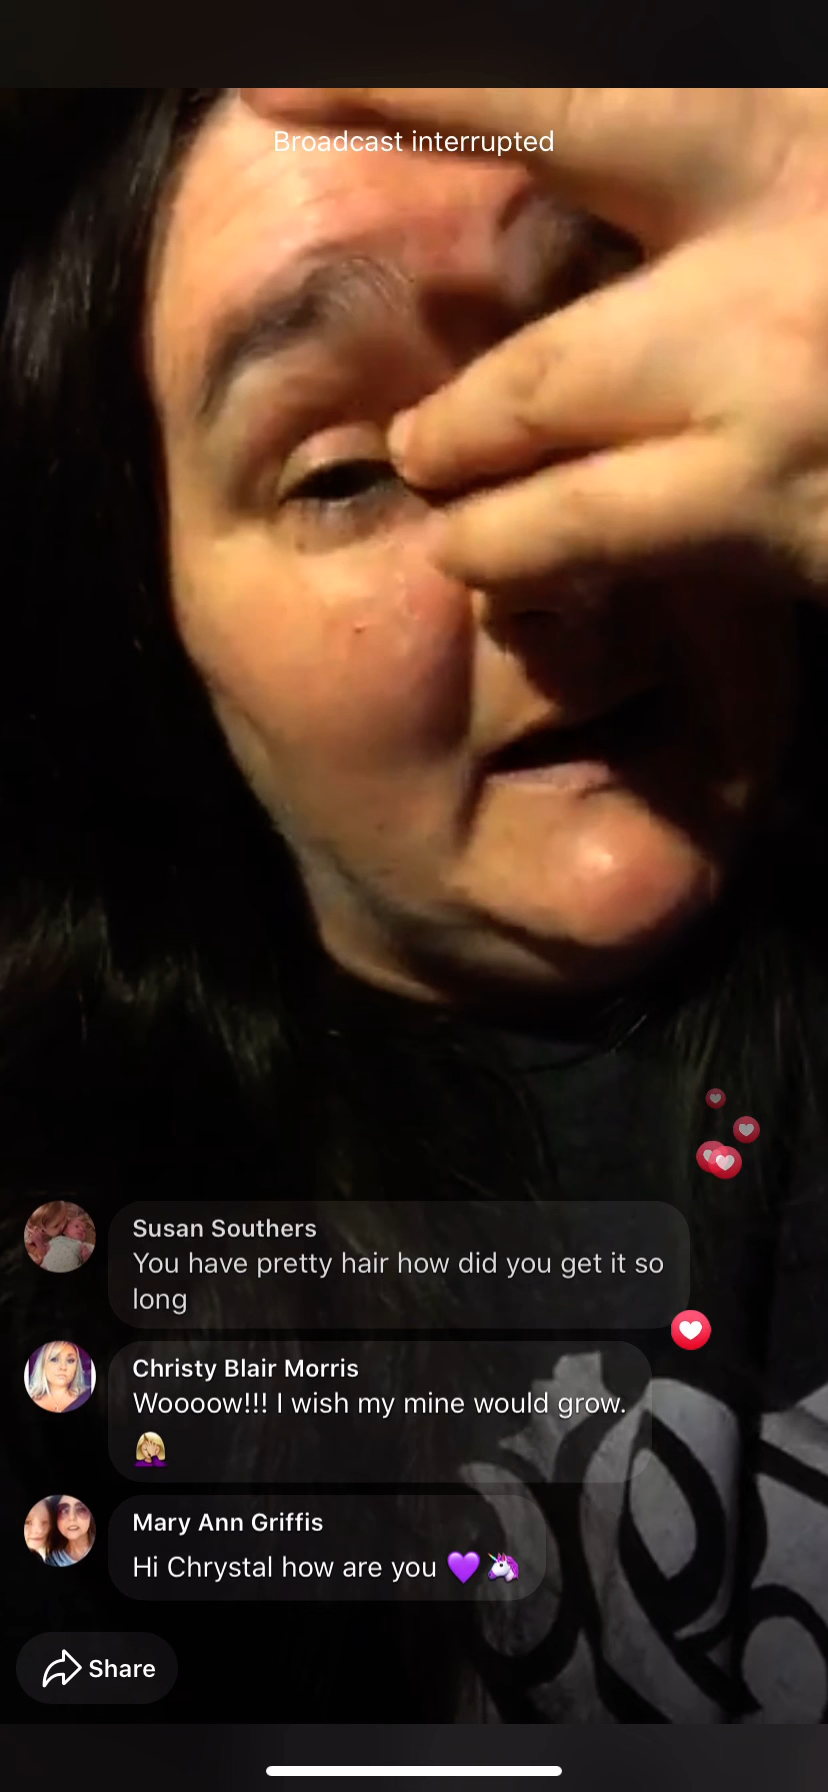 Broadcast interrupted
Susan Southers
You have pretty hair how did you get it so
long
Christy Blair Morris
Woooow!!! I wish my mine would grow.
🤦🏼‍♀️
Mary Ann Griffis
Hi Chrystal how are you 💜🦄
Share